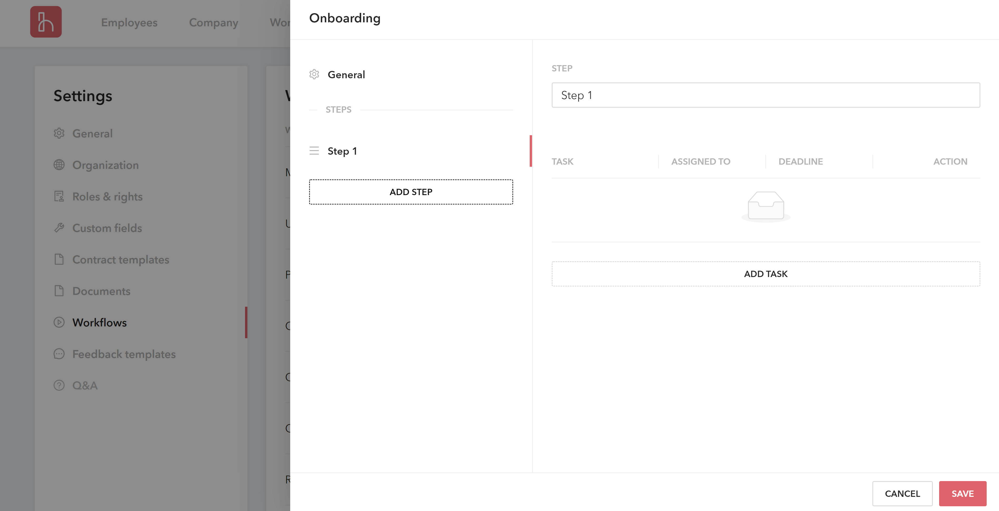 Employees
Company
Onboarding
Settings
General
Organization
Roles & rights
Custom fields
Contract templates
Documents
Workflows
Feedback templates
Q&A
General
STEPS
Step 1
ADD STEP
STEP
Step 1
TASK ASSIGNED TO DEADLINE ACTION
ADD TASK
CANCEL SAVE